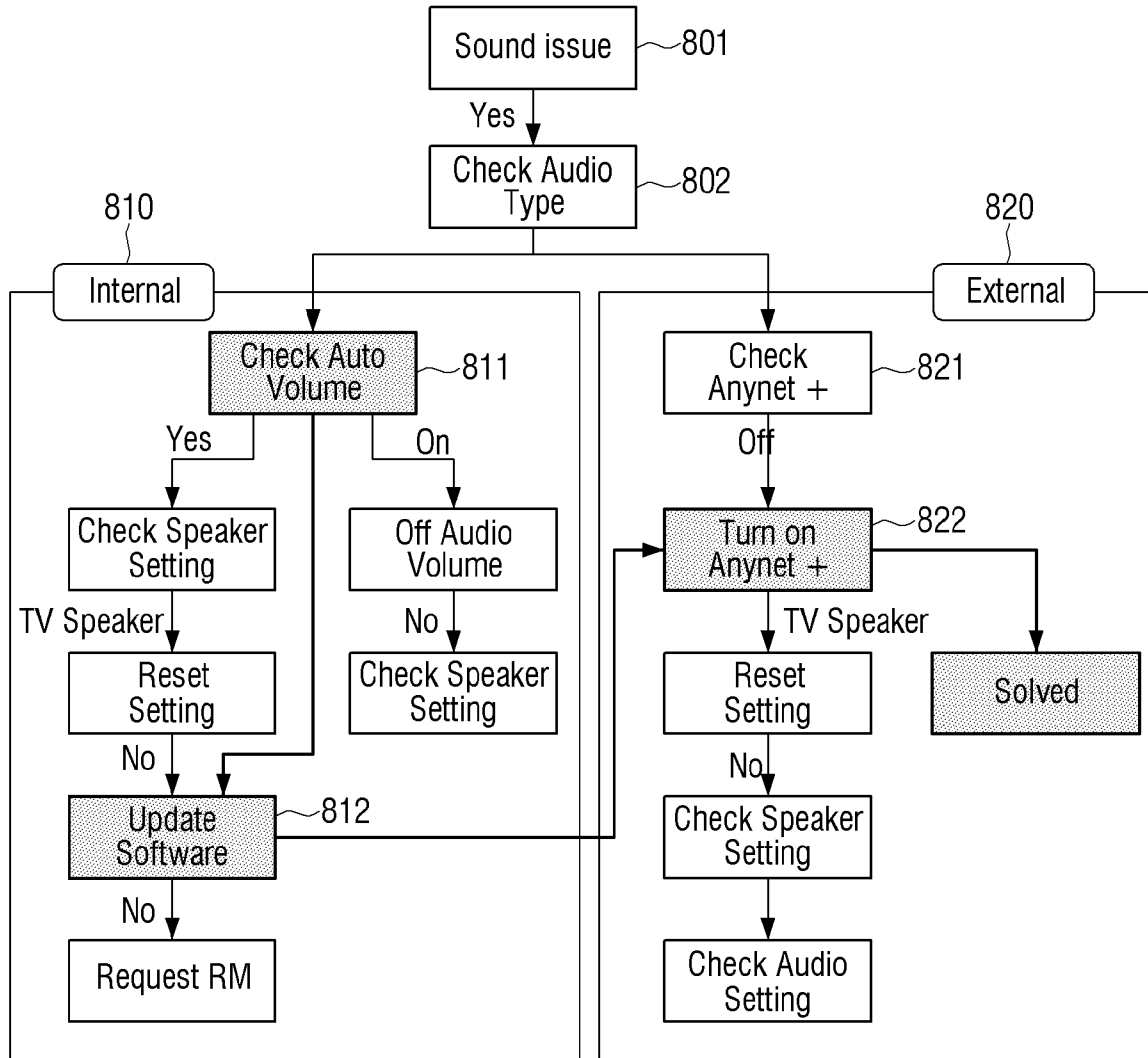 Sound issue
801
Yes
Check Audio
Type
802
810
820
Internal
External
Check Auto
Volume
811
Check
Anynet +
821
Yes
On
Off
Check Speaker
Setting
Off Audio
Volume
Turn on
Anynet +
822
TV Speaker
No
TV Speaker
Reset
Setting
Check Speaker
Setting
Reset
Setting
Solved
No
No
Update
Software
812
Check Speaker
Setting
No
Request RM
Check Audio
Setting